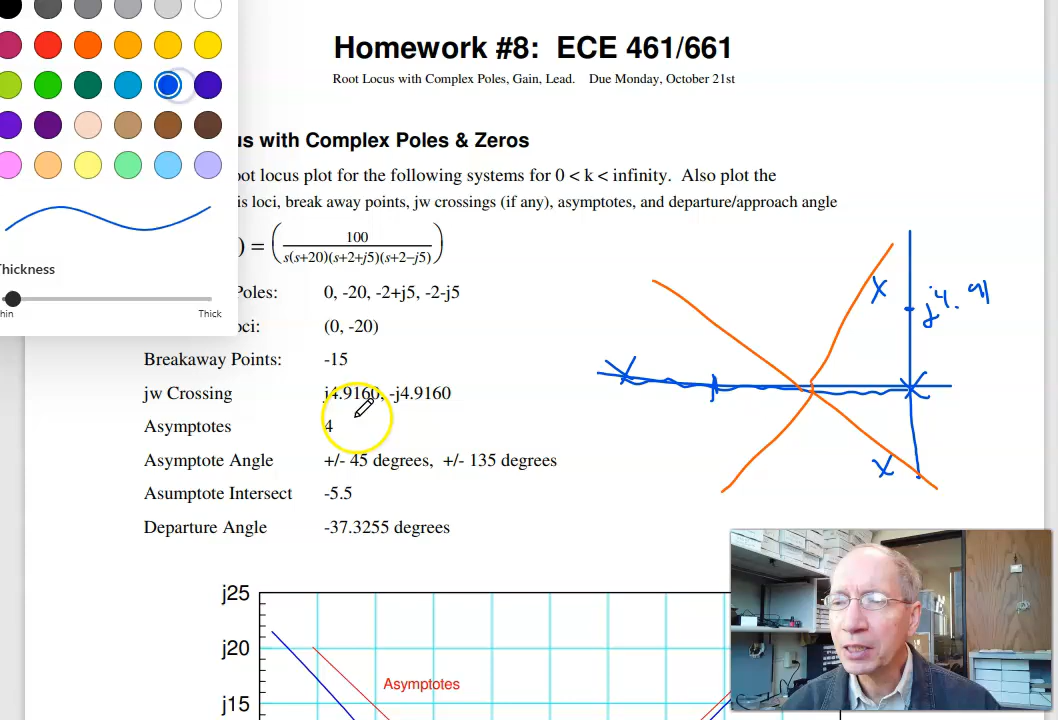 Homework #8: ECE 461/661
Root Locus with Complex Poles, Gain, Lead. Due Monday, October 21st
us with Complex Poles & Zeros
oot locus plot for the following systems for 0 < k < infinity. Also plot the
is loci, break away points, jw crossings (if any), asymptotes, and departure/approach angle
) = ( 100 / s(s+20)(s+2+j5)(s+2−j5) )
Poles: 0, -20, -2+j5, -2-j5
ci: (0, -20)
Breakaway Points: -15
jw Crossing j4.9160, -j4.9160
Asymptotes 4
Asymptote Angle +/- 45 degrees, +/- 135 degrees
Asumptote Intersect -5.5
Departure Angle -37.3255 degrees
Thickness
hin Thick
X
j4.91
X
X
X
j25
j20
j15
Asymptotes